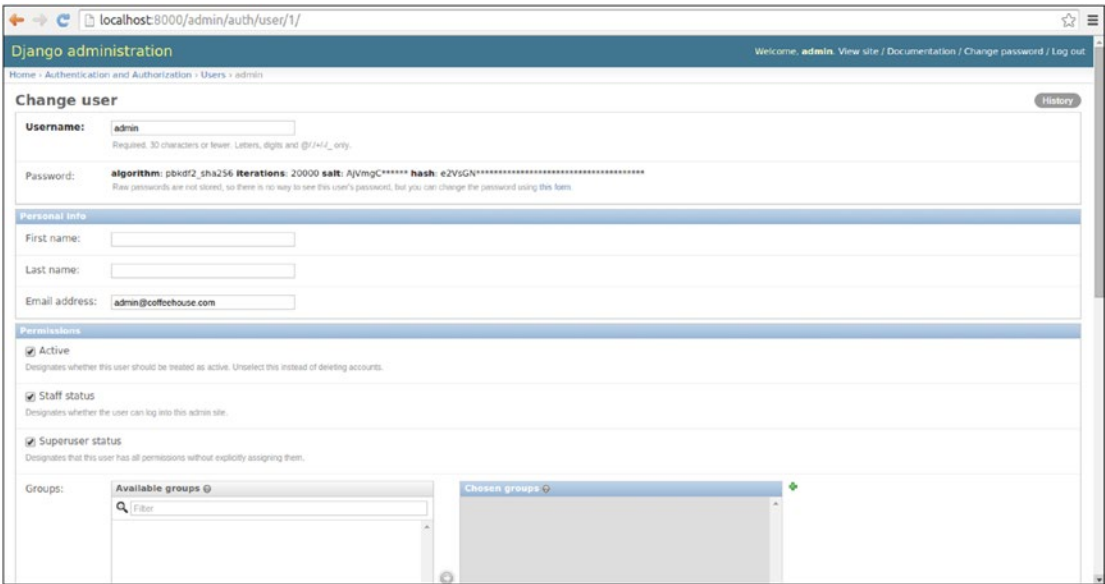 localhost:8000/admin/auth/user/1/
Django administration
Welcome, admin. View site / Documentation / Change password / Log out
Home › Authentication and Authorization › Users › admin
Change user
History
Username:
admin
Required. 30 characters or fewer. Letters, digits and @/./+/-/_ only.
Password:
algorithm: pbkdf2_sha256 iterations: 20000 salt: AjVmgC****** hash: e2VsGN**************************************
Raw passwords are not stored, so there is no way to see this user's password, but you can change the password using this form.
Personal info
First name:
Last name:
Email address:
admin@coffeehouse.com
Permissions
Active
Designates whether this user should be treated as active. Unselect this instead of deleting accounts.
Staff status
Designates whether the user can log into this admin site.
Superuser status
Designates that this user has all permissions without explicitly assigning them.
Groups:
Available groups
Chosen groups
Filter